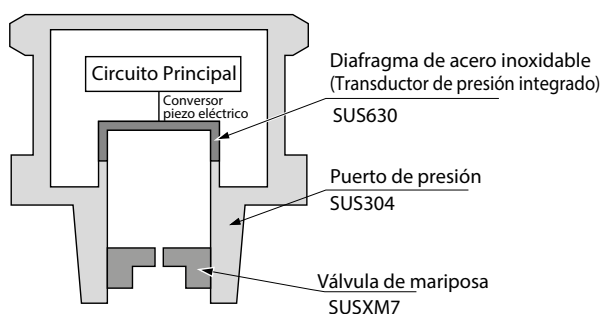 Circuito Principal
Conversor
piezo eléctrico
Diafragma de acero inoxidable
(Transductor de presión integrado)
SUS630
Puerto de presión
SUS304
Válvula de mariposa
SUSXM7